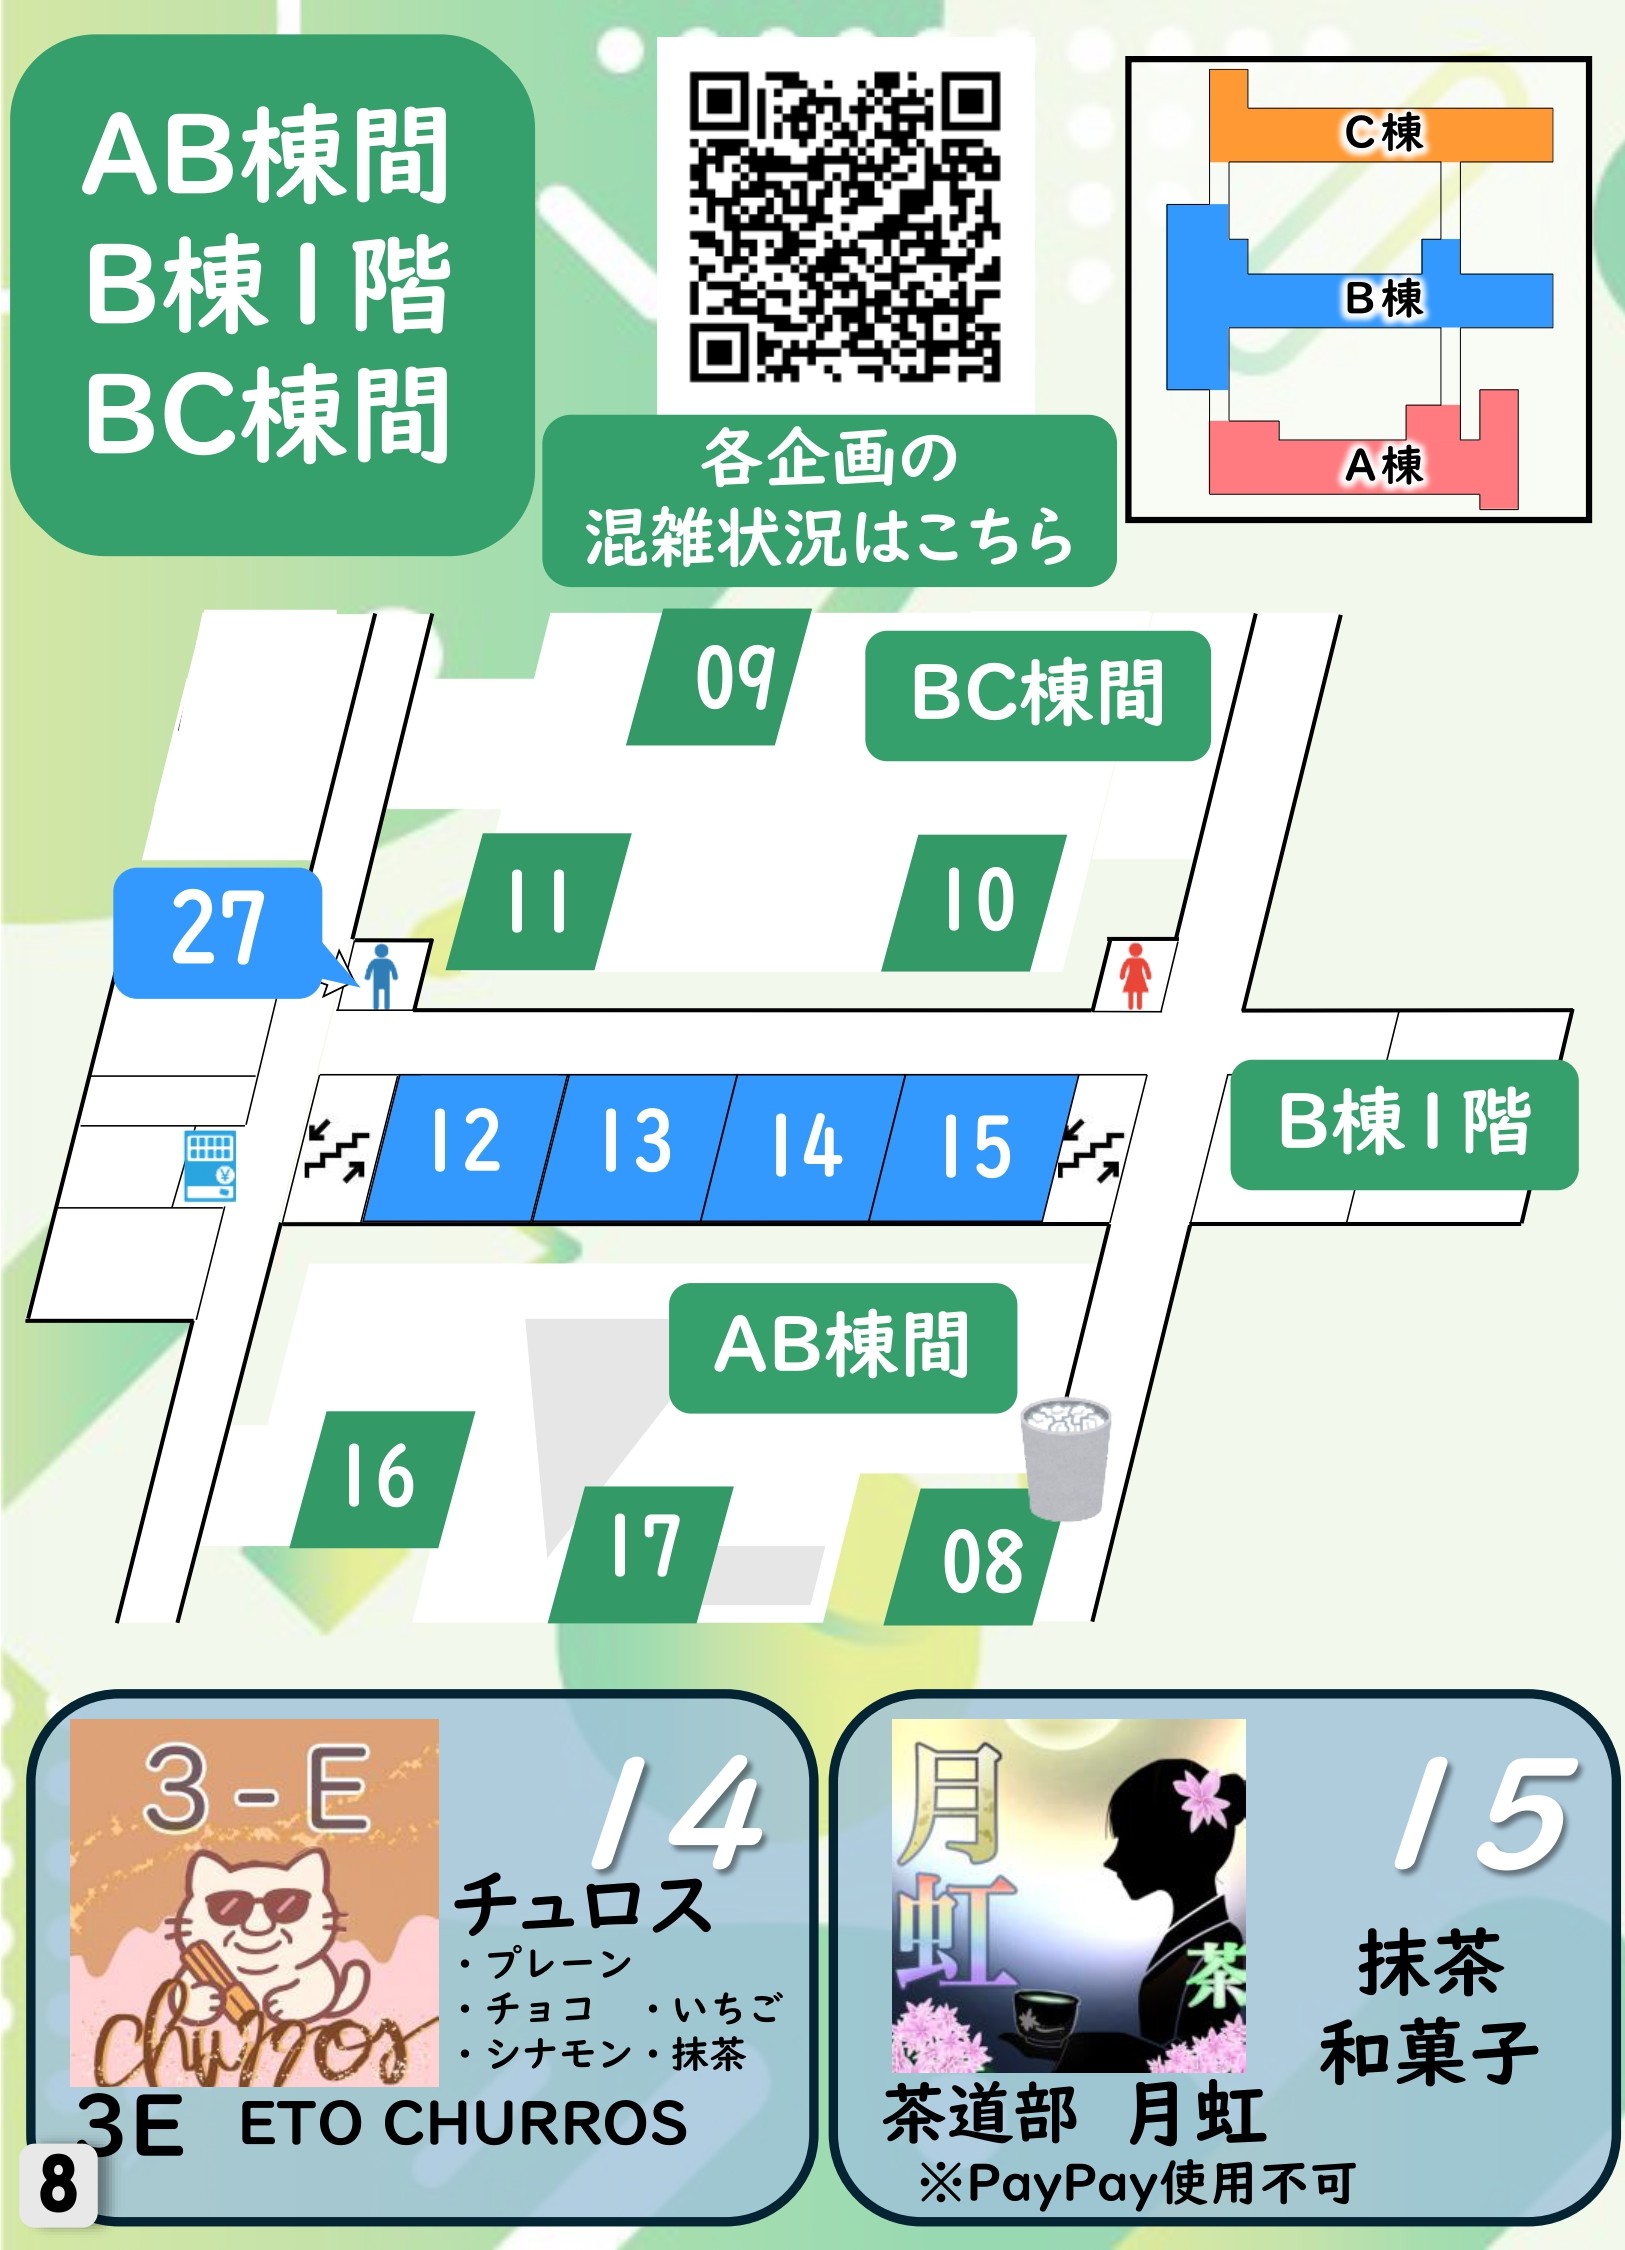 AB棟間
B棟1階
BC棟間
各企画の
混雑状況はこちら
C棟
B棟
A棟
09
BC棟間
11
10
27
12
13
14
15
B棟1階
¥
AB棟間
16
17
08
3-E
churros
14
チュロス
・プレーン
・チョコ ・いちご
・シナモン・抹茶
3E ETO CHURROS
月虹
茶
15
抹茶
和菓子
茶道部 月虹
※PayPay使用不可
8